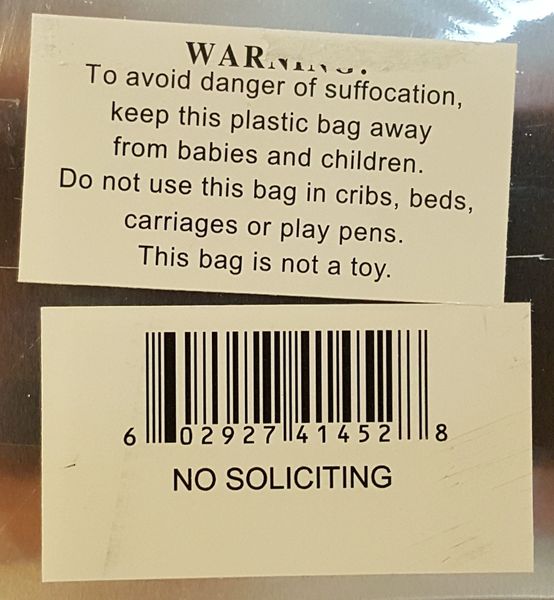 WARNING:
To avoid danger of suffocation,
keep this plastic bag away
from babies and children.
Do not use this bag in cribs, beds,
carriages or play pens.
This bag is not a toy.
6 02927 41452 8
NO SOLICITING